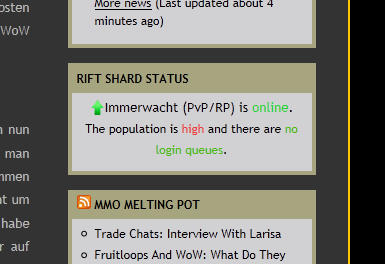 osten
WoW
n nun
man
mmen
nt um
habe
r auf
More news (Last updated about 4
minutes ago)
RIFT SHARD STATUS
Immerwacht (PvP/RP) is online.
The population is high and there are no
login queues.
MMO MELTING POT
Trade Chats: Interview With Larisa
Fruitloops And WoW: What Do They